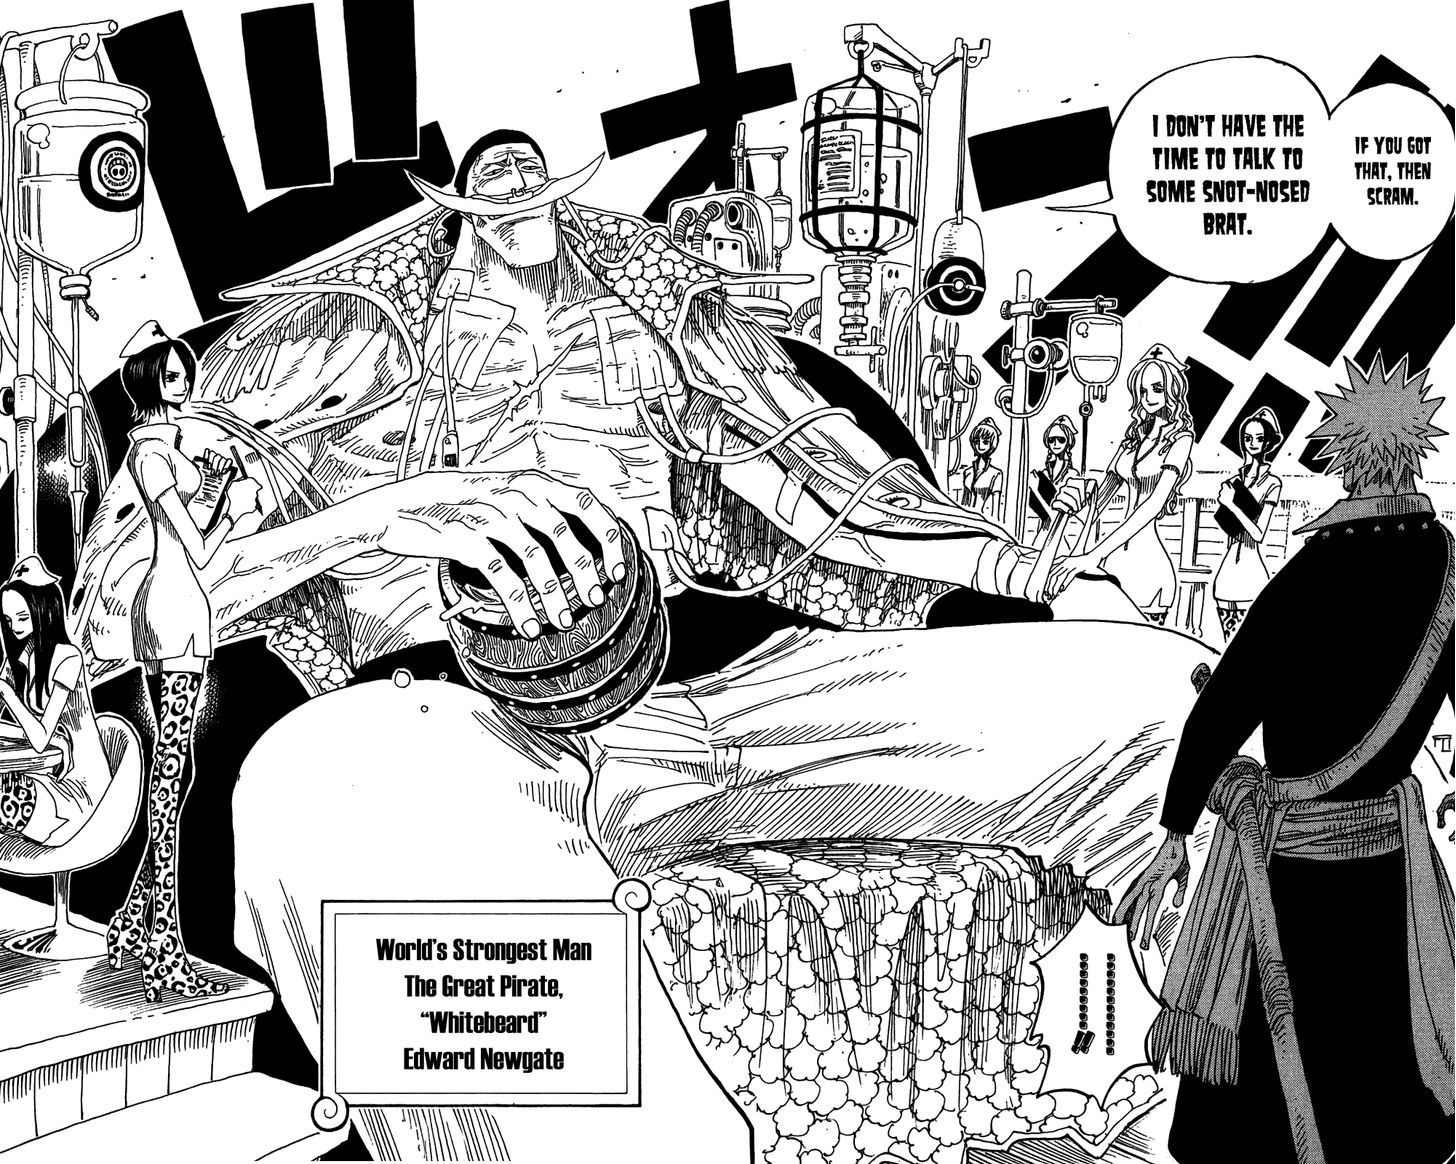 I DON'T HAVE THE
TIME TO TALK TO
SOME SNOT-NOSED
BRAT.
IF YOU GOT
THAT, THEN
SCRAM.
World's Strongest Man
The Great Pirate,
“Whitebeard”
Edward Newgate